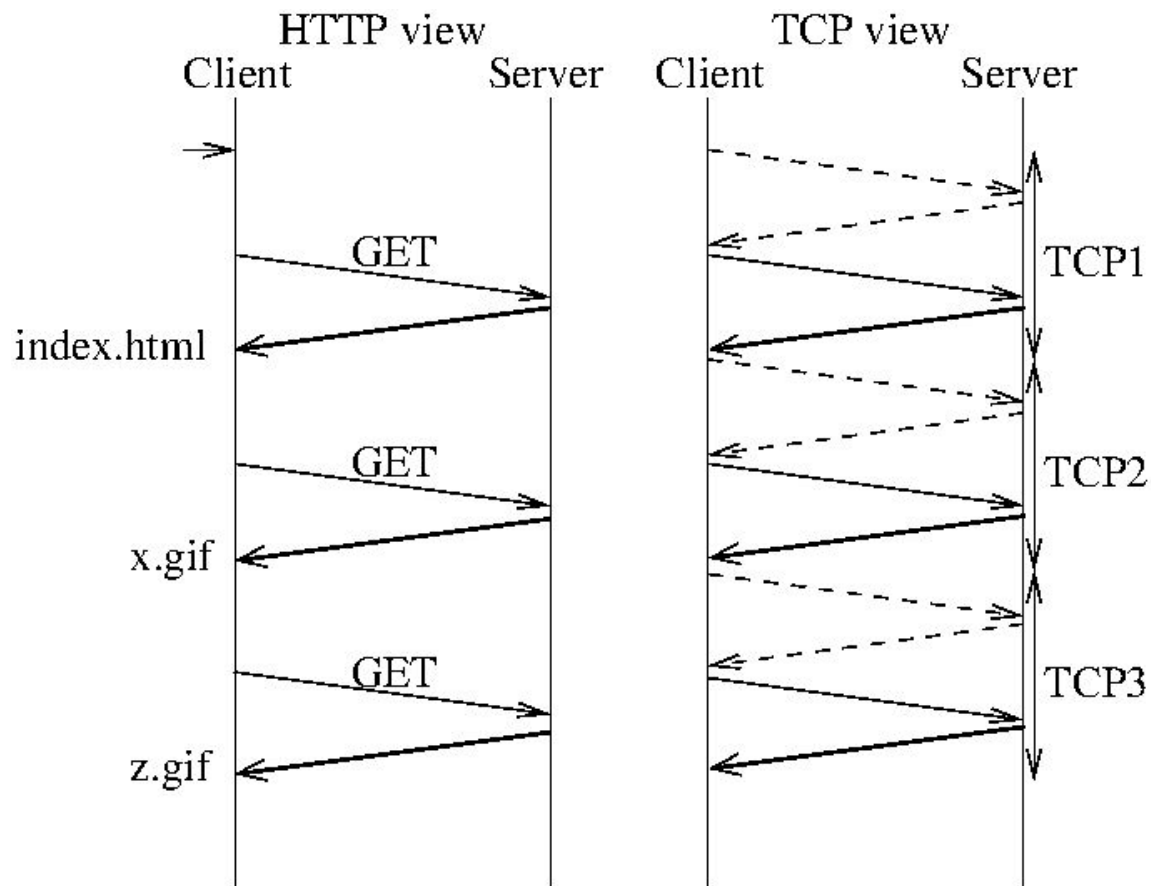 HTTP view
TCP view
Client
Server
Client
Server
GET
TCP1
index.html
GET
TCP2
x.gif
GET
TCP3
z.gif